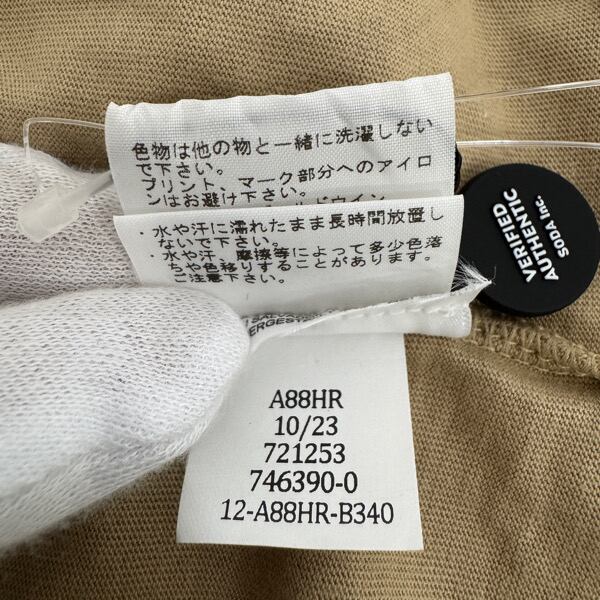 色物は他の物と一緒に洗濯しない
で下さい。
プリント、マーク部分へのアイロ
ンはお避け下さい。
ルドウイン
・水や汗に濡れたまま長時間放置し
ないで下さい。
・水や汗、摩擦等によって多少色落
ちや色移りすることがあります。
ご注意下さい。
VERIFIED
AUTHENTIC
SODA Inc.
A88HR
10/23
721253
746390-0
12-A88HR-B340